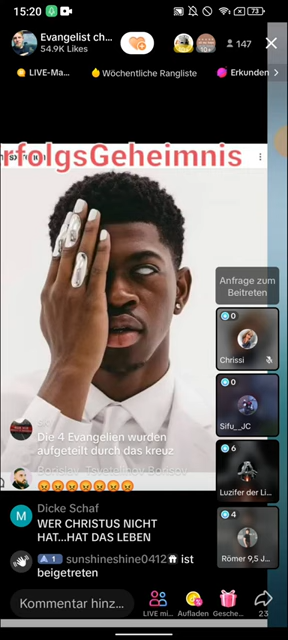 15:20
73
Evangelist ch...
54.9K Likes
10+
147
LIVE-Ma...
Wöchentliche Rangliste
Erkunden
rfolgsGeheimnis
Anfrage zum
Beitreten
0
Chrissi
0
Sifu_JC
6
Luzifer der Li...
4
Römer 9,5 J...
Die 4 Evangelien wurden
aufgeteilt durch das kreuz
😡😡😡😡😡😡😡
M
Dicke Schaf
WER CHRISTUS NICHT
HAT...HAT DAS LEBEN
1 sunshineshine0412 ist
beigetreten
Kommentar hinz...
LIVE mi...
Aufladen
Gesche...
23